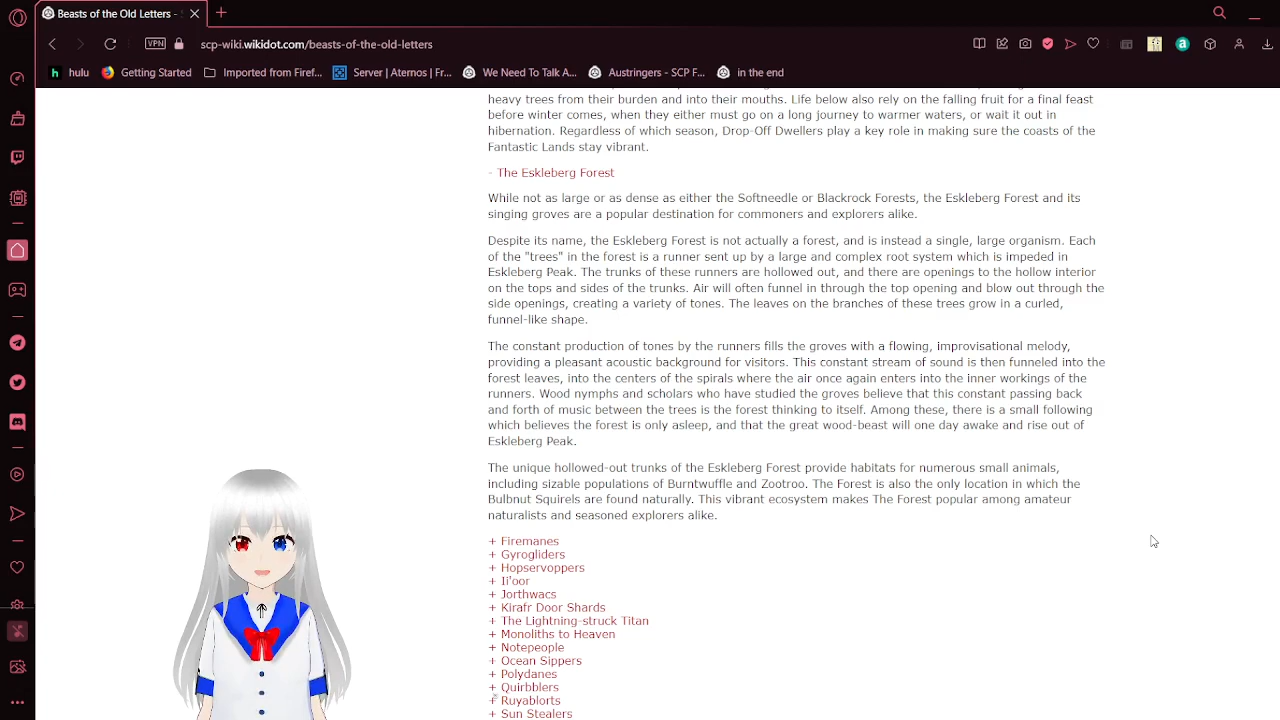 Beasts of the Old Letters -
VPN
scp-wiki.wikidot.com/beasts-of-the-old-letters
h hulu
Getting Started
Imported from Firef...
Server | Aternos | Fr...
We Need To Talk A...
Austringers - SCP F...
in the end
heavy trees from their burden and into their mouths. Life below also rely on the falling fruit for a final feast
before winter comes, when they either must go on a long journey to warmer waters, or wait it out in
hibernation. Regardless of which season, Drop-Off Dwellers play a key role in making sure the coasts of the
Fantastic Lands stay vibrant.
- The Eskleberg Forest
While not as large or as dense as either the Softneedle or Blackrock Forests, the Eskleberg Forest and its
singing groves are a popular destination for commoners and explorers alike.
Despite its name, the Eskleberg Forest is not actually a forest, and is instead a single, large organism. Each
of the "trees" in the forest is a runner sent up by a large and complex root system which is impeded in
Eskleberg Peak. The trunks of these runners are hollowed out, and there are openings to the hollow interior
on the tops and sides of the trunks. Air will often funnel in through the top opening and blow out through the
side openings, creating a variety of tones. The leaves on the branches of these trees grow in a curled,
funnel-like shape.
The constant production of tones by the runners fills the groves with a flowing, improvisational melody,
providing a pleasant acoustic background for visitors. This constant stream of sound is then funneled into the
forest leaves, into the centers of the spirals where the air once again enters into the inner workings of the
runners. Wood nymphs and scholars who have studied the groves believe that this constant passing back
and forth of music between the trees is the forest thinking to itself. Among these, there is a small following
which believes the forest is only asleep, and that the great wood-beast will one day awake and rise out of
Eskleberg Peak.
The unique hollowed-out trunks of the Eskleberg Forest provide habitats for numerous small animals,
including sizable populations of Burntwuffle and Zootroo. The Forest is also the only location in which the
Bulbnut Squirels are found naturally. This vibrant ecosystem makes The Forest popular among amateur
naturalists and seasoned explorers alike.
+ Firemanes
+ Gyrogliders
+ Hopservoppers
+ Ii'oor
+ Jorthwacs
+ Kirafr Door Shards
+ The Lightning-struck Titan
+ Monoliths to Heaven
+ Notepeople
+ Ocean Sippers
+ Polydanes
+ Quirbblers
+ Ruyablorts
+ Sun Stealers